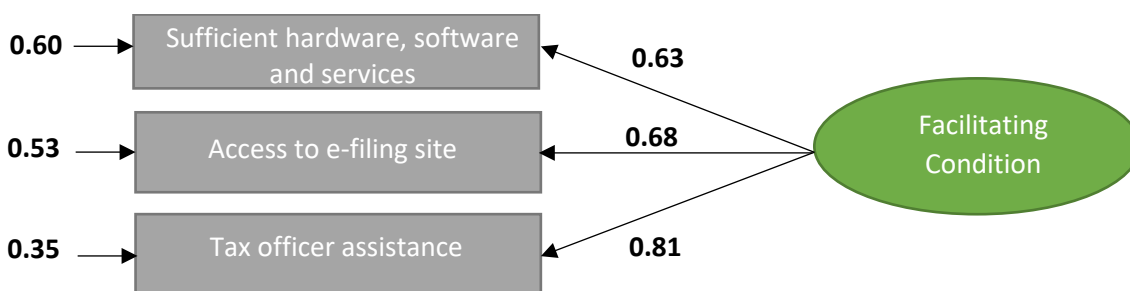 0.60
Sufficient hardware, software
and services
0.63
0.53
Access to e-filing site
0.68
Facilitating
Condition
0.35
Tax officer assistance
0.81